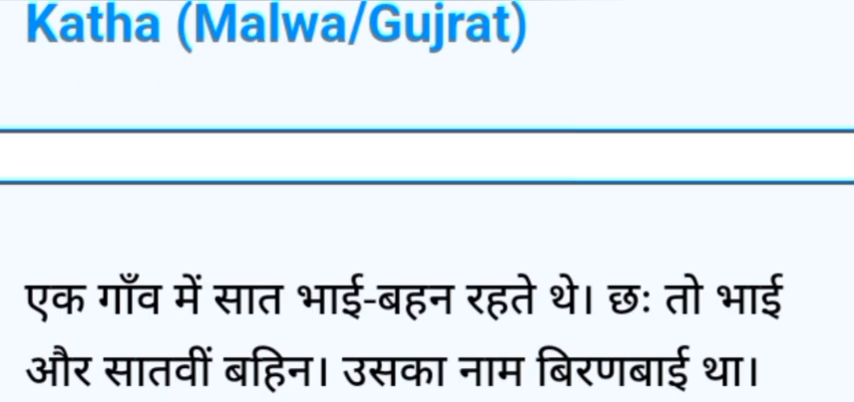 Katha (Malwa/Gujrat)
एक गाँव में सात भाई-बहन रहते थे। छः तो भाई
और सातवीं बहिन। उसका नाम बिरणबाई था।